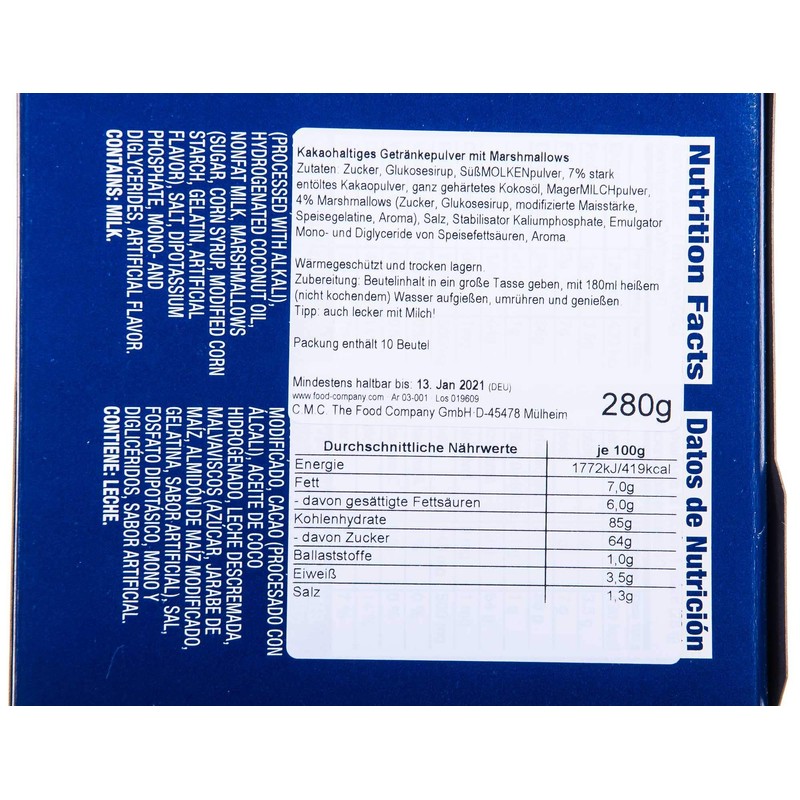 Kakaohaltiges Getränkepulver mit Marshmallows
Zutaten: Zucker, Glukosesirup, SüßMOLKENpulver, 7% stark
entöltes Kakaopulver, ganz gehärtetes Kokosöl, MagerMILCHpulver,
4% Marshmallows (Zucker, Glukosesirup, modifizierte Maisstärke,
Speisegelatine, Aroma), Salz, Stabilisator Kaliumphosphate, Emulgator
Mono- und Diglyceride von Speisefettsäuren, Aroma.
Wärmegeschützt und trocken lagern.
Zubereitung: Beutelinhalt in ein große Tasse geben, mit 180ml heißem
(nicht kochendem) Wasser aufgießen, umrühren und genießen.
Tipp: auch lecker mit Milch!
Packung enthält 10 Beutel
Mindestens haltbar bis: 13. Jan 2021 (DEU)
www.food-company.com Ar 03-001 Los 019609
C.M.C. The Food Company GmbH·D-45478 Mülheim
280g
Durchschnittliche Nährwerte je 100g
Energie 1772kJ/419kcal
Fett 7,0g
- davon gesättigte Fettsäuren 6,0g
Kohlenhydrate 85g
- davon Zucker 64g
Ballaststoffe 1,0g
Eiweiß 3,5g
Salz 1,3g
Nutrition Facts Datos de Nutrición
(PROCESSED WITH ALKALI),
HYDROGENATED COCONUT OIL,
NONFAT MILK, MARSHMALLOWS
(SUGAR, CORN SYRUP, MODIFIED CORN
STARCH, GELATIN, ARTIFICIAL
FLAVOR), SALT, DIPOTASSIUM
PHOSPHATE, MONO- AND
DIGLYCERIDES, ARTIFICIAL FLAVOR.
CONTAINS: MILK.
MODIFICADO, CACAO (PROCESADO CON
ÁLCALI), ACEITE DE COCO
HIDROGENADO, LECHE DESCREMADA,
MALVAVISCOS (AZÚCAR, JARABE DE
MAÍZ, ALMIDÓN DE MAÍZ MODIFICADO,
GELATINA, SABOR ARTIFICIAL), SAL,
FOSFATO DIPOTÁSICO, MONO Y
DIGLICÉRIDOS, SABOR ARTIFICIAL.
CONTIENE: LECHE.